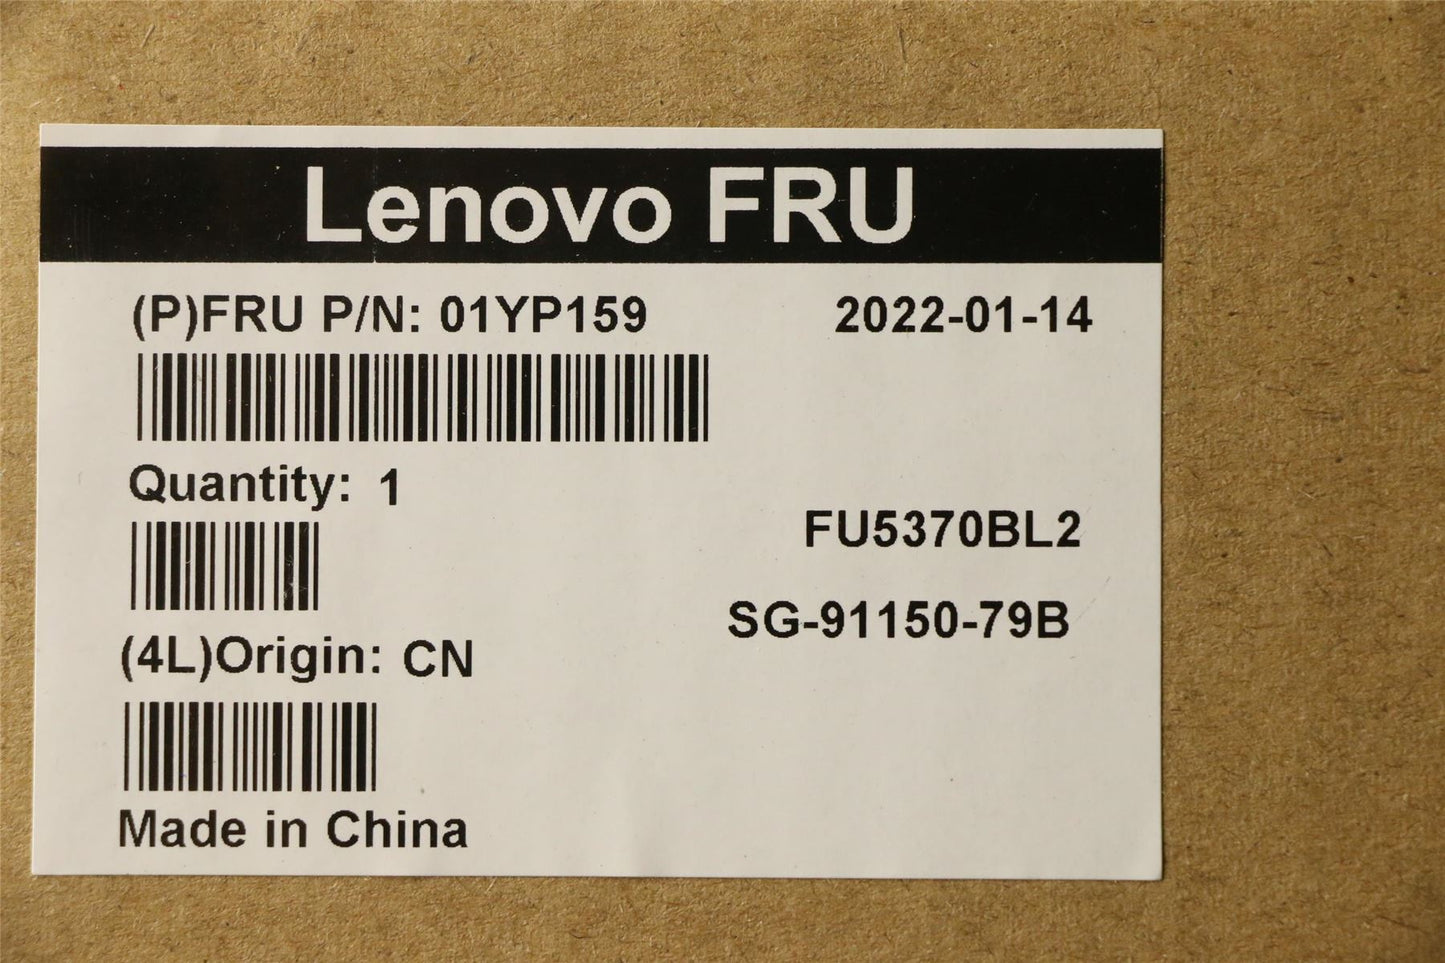 Lenovo FRU
(P)FRU P/N: 01YP159 2022-01-14
Quantity: 1
FU5370BL2
SG-91150-79B
(4L)Origin: CN
Made in China